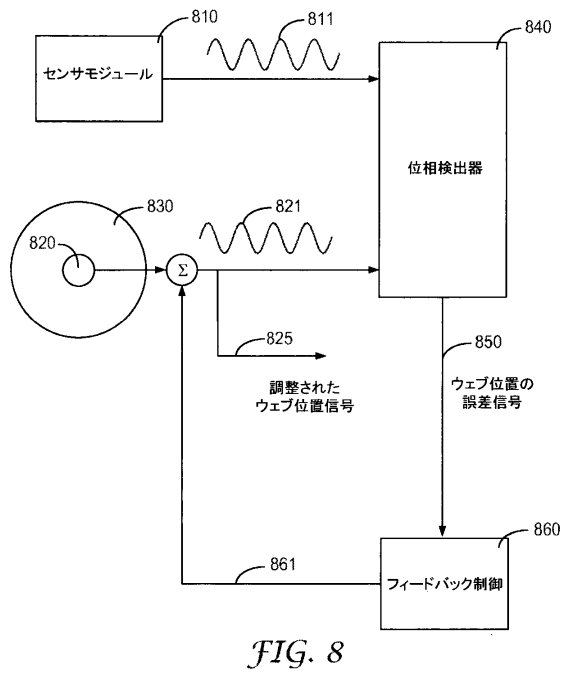 810
811
840
センサモジュール
位相検出器
830
821
820
Σ
825
850
調整された
ウェブ位置信号
ウェブ位置の
誤差信号
860
861
フィードバック制御
FIG. 8